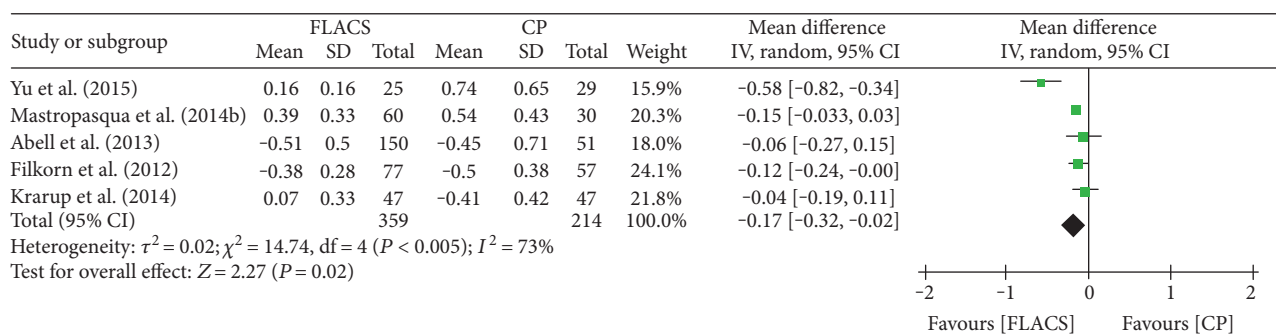 FLACS CP Mean difference Mean difference
Study or subgroup Mean SD Total Mean SD Total Weight IV, random, 95% CI IV, random, 95% CI
Yu et al. (2015) 0.16 0.16 25 0.74 0.65 29 15.9% −0.58 [−0.82, −0.34]
Mastropasqua et al. (2014b) 0.39 0.33 60 0.54 0.43 30 20.3% −0.15 [−0.033, 0.03]
Abell et al. (2013) −0.51 0.5 150 −0.45 0.71 51 18.0% −0.06 [−0.27, 0.15]
Filkorn et al. (2012) −0.38 0.28 77 −0.5 0.38 57 24.1% −0.12 [−0.24, −0.00]
Krarup et al. (2014) 0.07 0.33 47 −0.41 0.42 47 21.8% −0.04 [−0.19, 0.11]
Total (95% CI) 359 214 100.0% −0.17 [−0.32, −0.02]
Heterogeneity: τ² = 0.02; χ² = 14.74, df = 4 (P < 0.005); I² = 73%
Test for overall effect: Z = 2.27 (P = 0.02)
−2 −1 0 1 2
Favours [FLACS] Favours [CP]